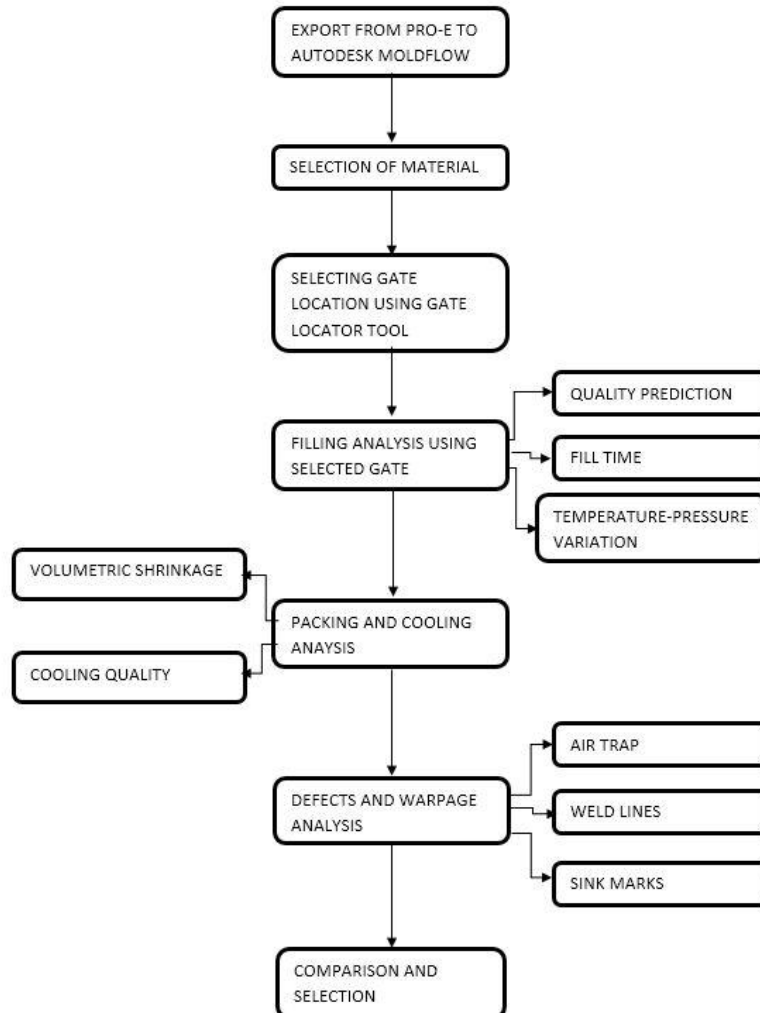 EXPORT FROM PRO-E TO
AUTODESK MOLDFLOW
SELECTION OF MATERIAL
SELECTING GATE
LOCATION USING GATE
LOCATOR TOOL
FILLING ANALYSIS USING
SELECTED GATE
QUALITY PREDICTION
FILL TIME
TEMPERATURE-PRESSURE
VARIATION
PACKING AND COOLING
ANAYSIS
VOLUMETRIC SHRINKAGE
COOLING QUALITY
DEFECTS AND WARPAGE
ANALYSIS
AIR TRAP
WELD LINES
SINK MARKS
COMPARISON AND
SELECTION